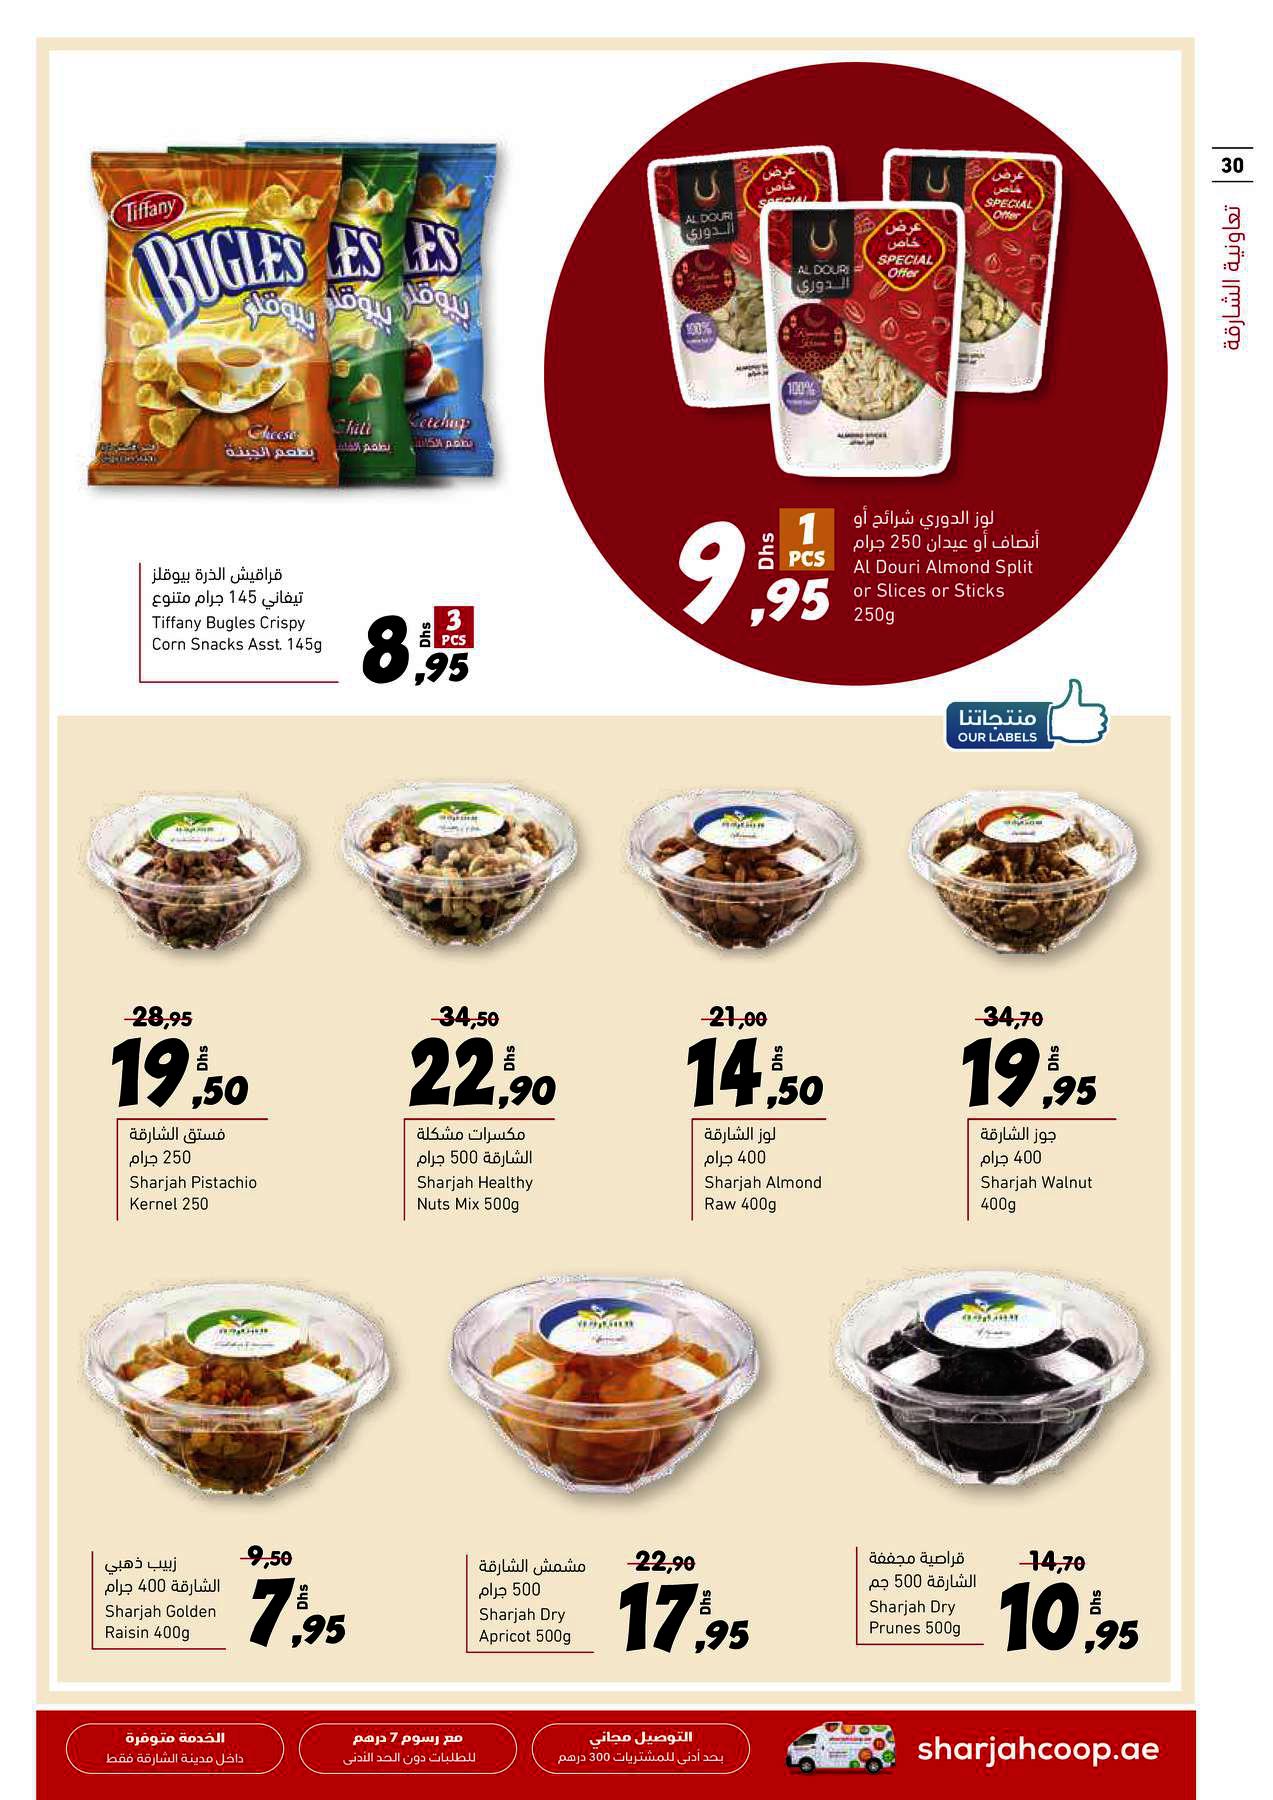 30
تعاونية الشارقة
Tiffany
BUGLES
بيوقلز
Cheese
بطعم الجبنة
Chili
Ketchup
AL DOURI
الدوري
عرض خاص
SPECIAL
Offer
100%
ALMOND STICKS
قراقيش الذرة بيوقلز
تيفاني 145 جرام متنوع
Tiffany Bugles Crispy
Corn Snacks Asst. 145g
8,95 Dhs
3 PCS
9,95 Dhs
1 PCS
لوز الدوري شرائح أو
أنصاف أو عيدان 250 جرام
Al Douri Almond Split
or Slices or Sticks
250g
منتجاتنا
OUR LABELS
28,95
19,50 Dhs
فستق الشارقة
250 جرام
Sharjah Pistachio
Kernel 250
34,50
22,90 Dhs
مكسرات مشكلة
الشارقة 500 جرام
Sharjah Healthy
Nuts Mix 500g
21,00
14,50 Dhs
لوز الشارقة
400 جرام
Sharjah Almond
Raw 400g
34,70
19,95 Dhs
جوز الشارقة
400 جرام
Sharjah Walnut
400g
زبيب ذهبي
الشارقة 400 جرام
Sharjah Golden
Raisin 400g
9,50
7,95 Dhs
مشمش الشارقة
500 جرام
Sharjah Dry
Apricot 500g
22,90
17,95 Dhs
قراصية مجففة
الشارقة 500 جم
Sharjah Dry
Prunes 500g
14,70
10,95 Dhs
الخدمة متوفرة
داخل مدينة الشارقة فقط
مع رسوم 7 درهم
للطلبات دون الحد الأدنى
التوصيل مجاني
بحد أدنى للمشتريات 300 درهم
sharjahcoop.ae